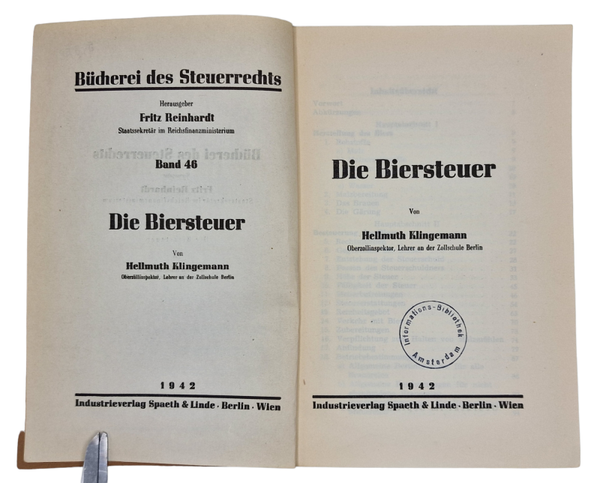 Bücherei des Steuerrechts
Herausgeber
Fritz Reinhardt
Staatssekretär im Reichsfinanzministerium
Band 46
Die Biersteuer
Von
Hellmuth Klingemann
Oberzollinspektor, Lehrer an der Zollschule Berlin
1942
Industrieverlag Spaeth & Linde · Berlin · Wien
Die Biersteuer
Von
Hellmuth Klingemann
Oberzollinspektor, Lehrer an der Zollschule Berlin
Informations-Bibliothek
Amsterdam
1942
Industrieverlag Spaeth & Linde · Berlin · Wien